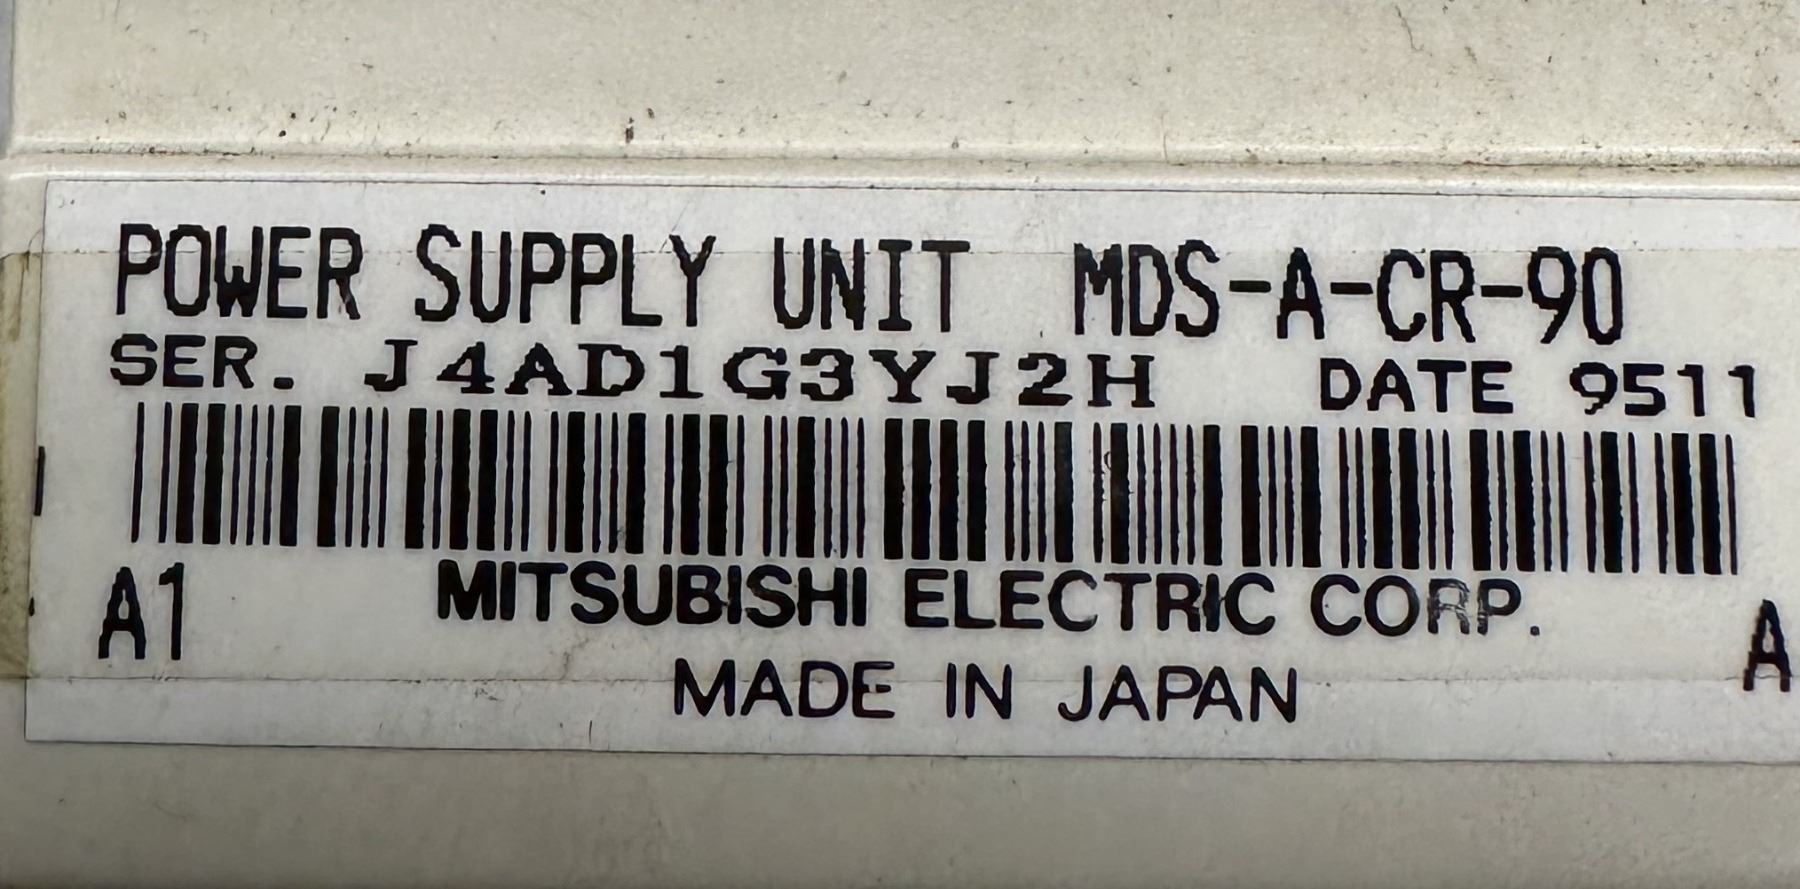 POWER SUPPLY UNIT MDS-A-CR-90
SER. J4AD1G3YJ2H DATE 9511
A1 MITSUBISHI ELECTRIC CORP. A
MADE IN JAPAN